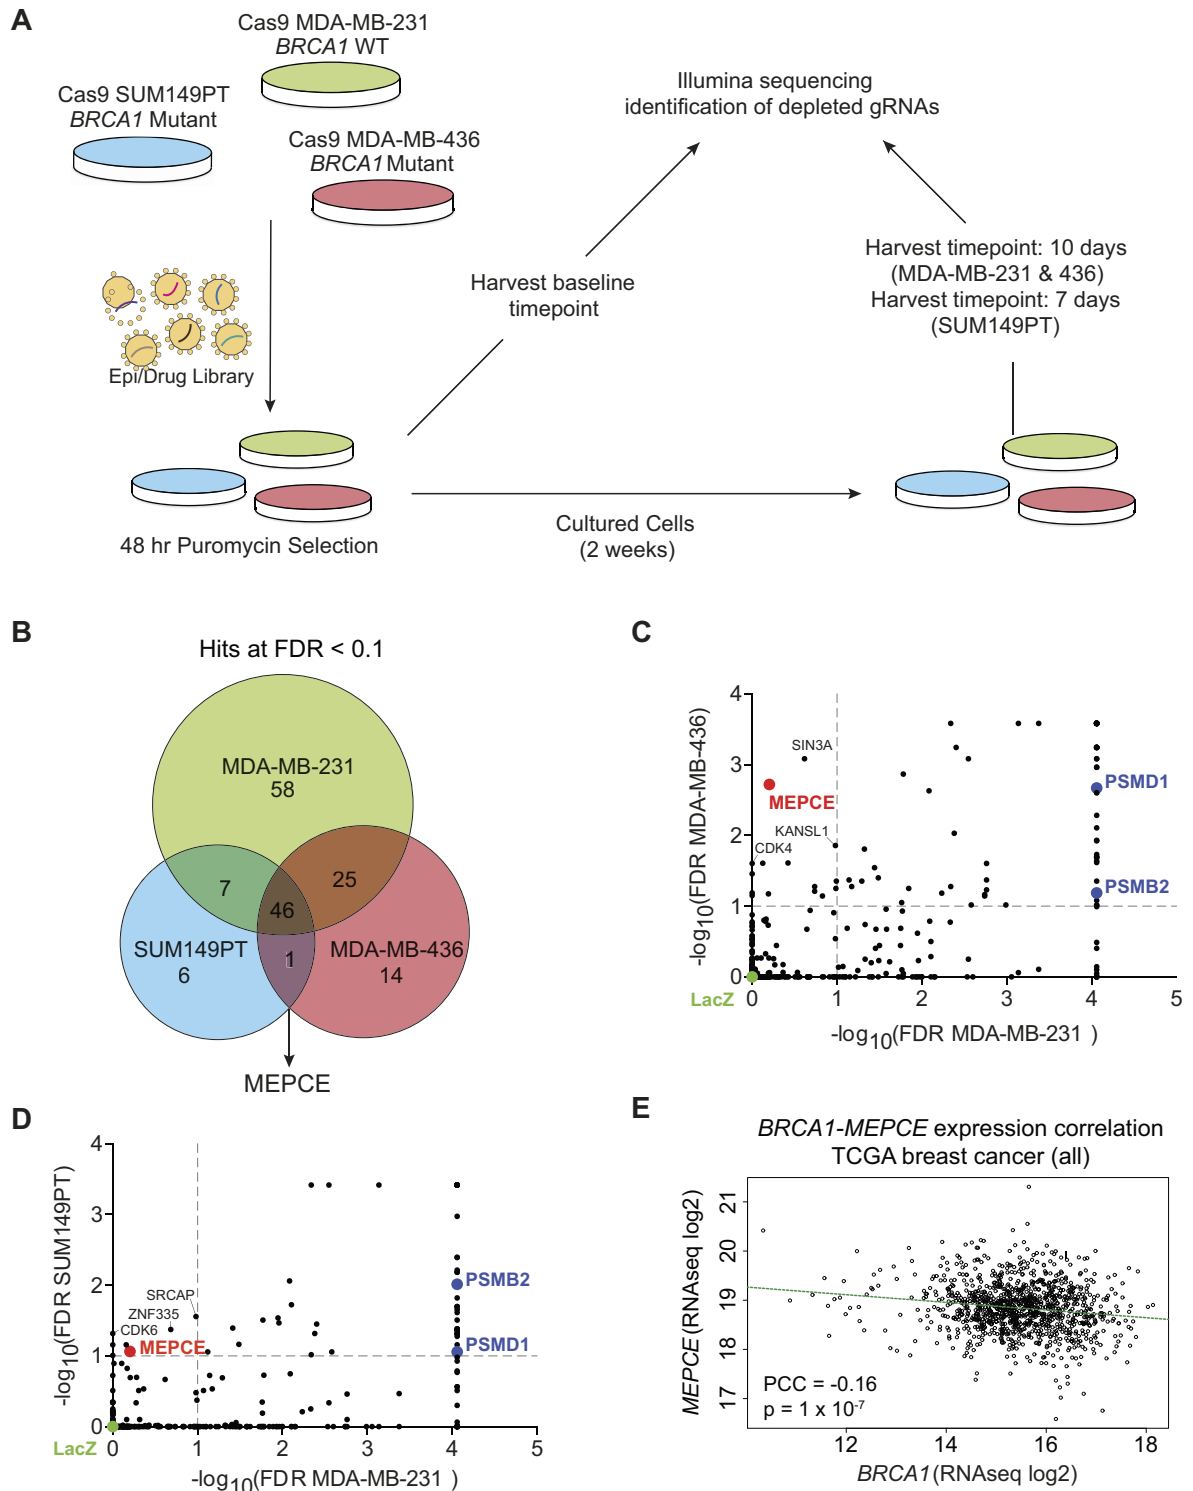 A
Cas9 MDA-MB-231
BRCA1 WT
Cas9 SUM149PT
BRCA1 Mutant
Cas9 MDA-MB-436
BRCA1 Mutant
Illumina sequencing
identification of depleted gRNAs
Harvest baseline
timepoint
Harvest timepoint: 10 days
(MDA-MB-231 & 436)
Harvest timepoint: 7 days
(SUM149PT)
Epi/Drug Library
48 hr Puromycin Selection
Cultured Cells
(2 weeks)
B
Hits at FDR < 0.1
MDA-MB-231
58
7
25
46
SUM149PT
6
1
MDA-MB-436
14
MEPCE
C
-log10(FDR MDA-MB-436)
4
3
2
1
0
SIN3A
MEPCE
KANSL1
CDK4
PSMD1
PSMB2
LacZ
0 1 2 3 4 5
-log10(FDR MDA-MB-231 )
D
-log10(FDR SUM149PT)
4
3
2
1
0
SRCAP
ZNF335
CDK6
MEPCE
PSMB2
PSMD1
LacZ
0 1 2 3 4 5
-log10(FDR MDA-MB-231 )
E
BRCA1-MEPCE expression correlation
TCGA breast cancer (all)
MEPCE (RNAseq log2)
21
20
19
18
17
PCC = -0.16
p = 1 x 10-7
12 14 16 18
BRCA1 (RNAseq log2)